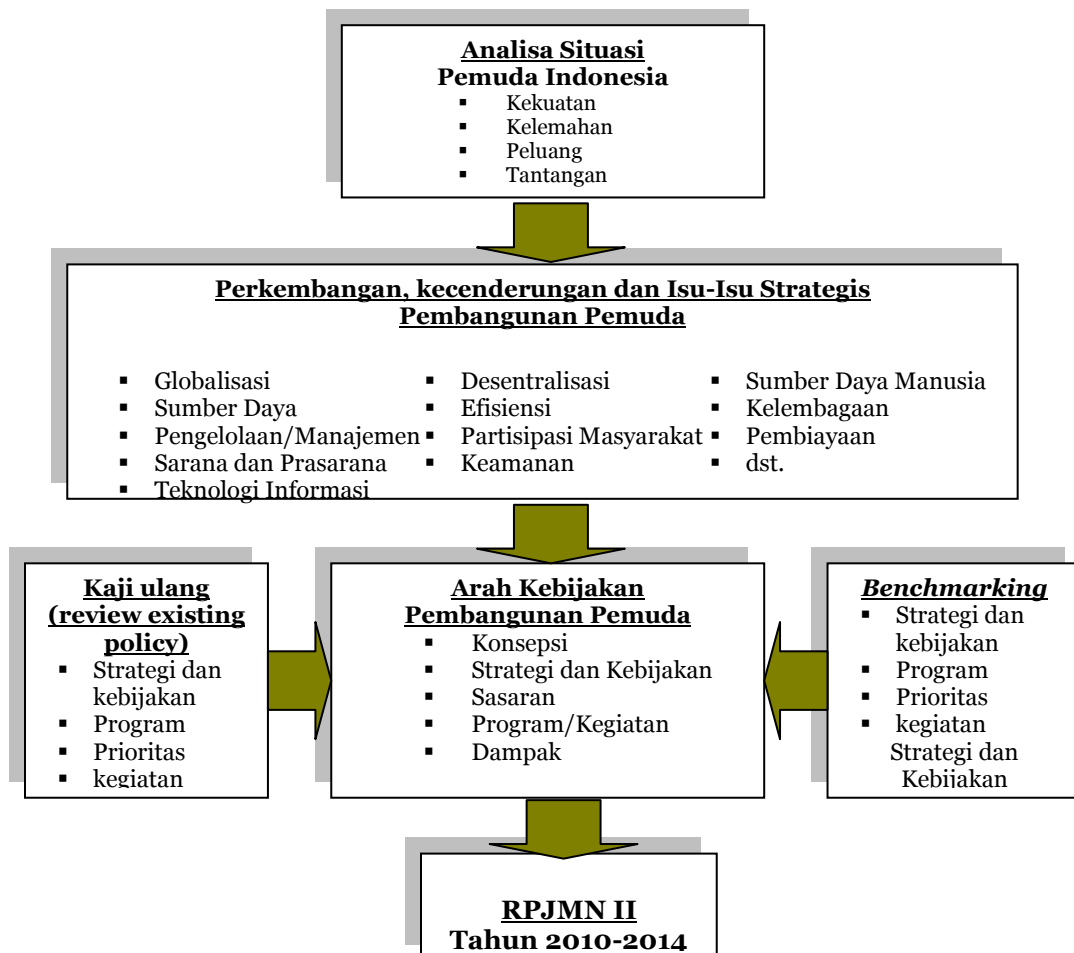 Analisa Situasi
Pemuda Indonesia
▪ Kekuatan
▪ Kelemahan
▪ Peluang
▪ Tantangan
Perkembangan, kecenderungan dan Isu-Isu Strategis
Pembangunan Pemuda
▪ Globalisasi
▪ Sumber Daya
▪ Pengelolaan/Manajemen
▪ Sarana dan Prasarana
▪ Teknologi Informasi
▪ Desentralisasi
▪ Efisiensi
▪ Partisipasi Masyarakat
▪ Keamanan
▪ Sumber Daya Manusia
▪ Kelembagaan
▪ Pembiayaan
▪ dst.
Kaji ulang
(review existing
policy)
▪ Strategi dan
kebijakan
▪ Program
▪ Prioritas
▪ kegiatan
Arah Kebijakan
Pembangunan Pemuda
▪ Konsepsi
▪ Strategi dan Kebijakan
▪ Sasaran
▪ Program/Kegiatan
▪ Dampak
Benchmarking
▪ Strategi dan
kebijakan
▪ Program
▪ Prioritas
▪ kegiatan
Strategi dan
Kebijakan
RPJMN II
Tahun 2010-2014